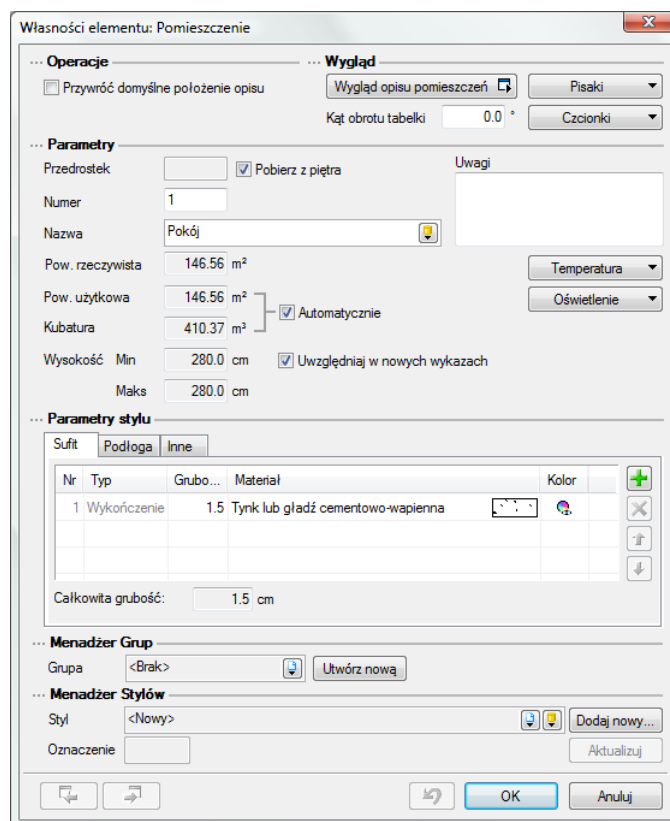 Własności elementu: Pomieszczenie
Operacje
Wygląd
Przywróć domyślne położenie opisu
Wygląd opisu pomieszczeń
Pisaki
Kąt obrotu tabelki 0.0 °
Czcionki
Parametry
Przedrostek
Pobierz z piętra
Uwagi
Numer 1
Nazwa Pokój
Pow. rzeczywista 146.56 m²
Temperatura
Pow. użytkowa 146.56 m²
Oświetlenie
Automatycznie
Kubatura 410.37 m³
Wysokość Min 280.0 cm
Uwzględniaj w nowych wykazach
Maks 280.0 cm
Parametry stylu
Sufit Podłoga Inne
Nr Typ Grubo... Materiał Kolor
1 Wykończenie 1.5 Tynk lub gładź cementowo-wapienna
Całkowita grubość: 1.5 cm
Menadżer Grup
Grupa <Brak> Utwórz nową
Menadżer Stylów
Styl <Nowy> Dodaj nowy...
Oznaczenie Aktualizuj
OK Anuluj